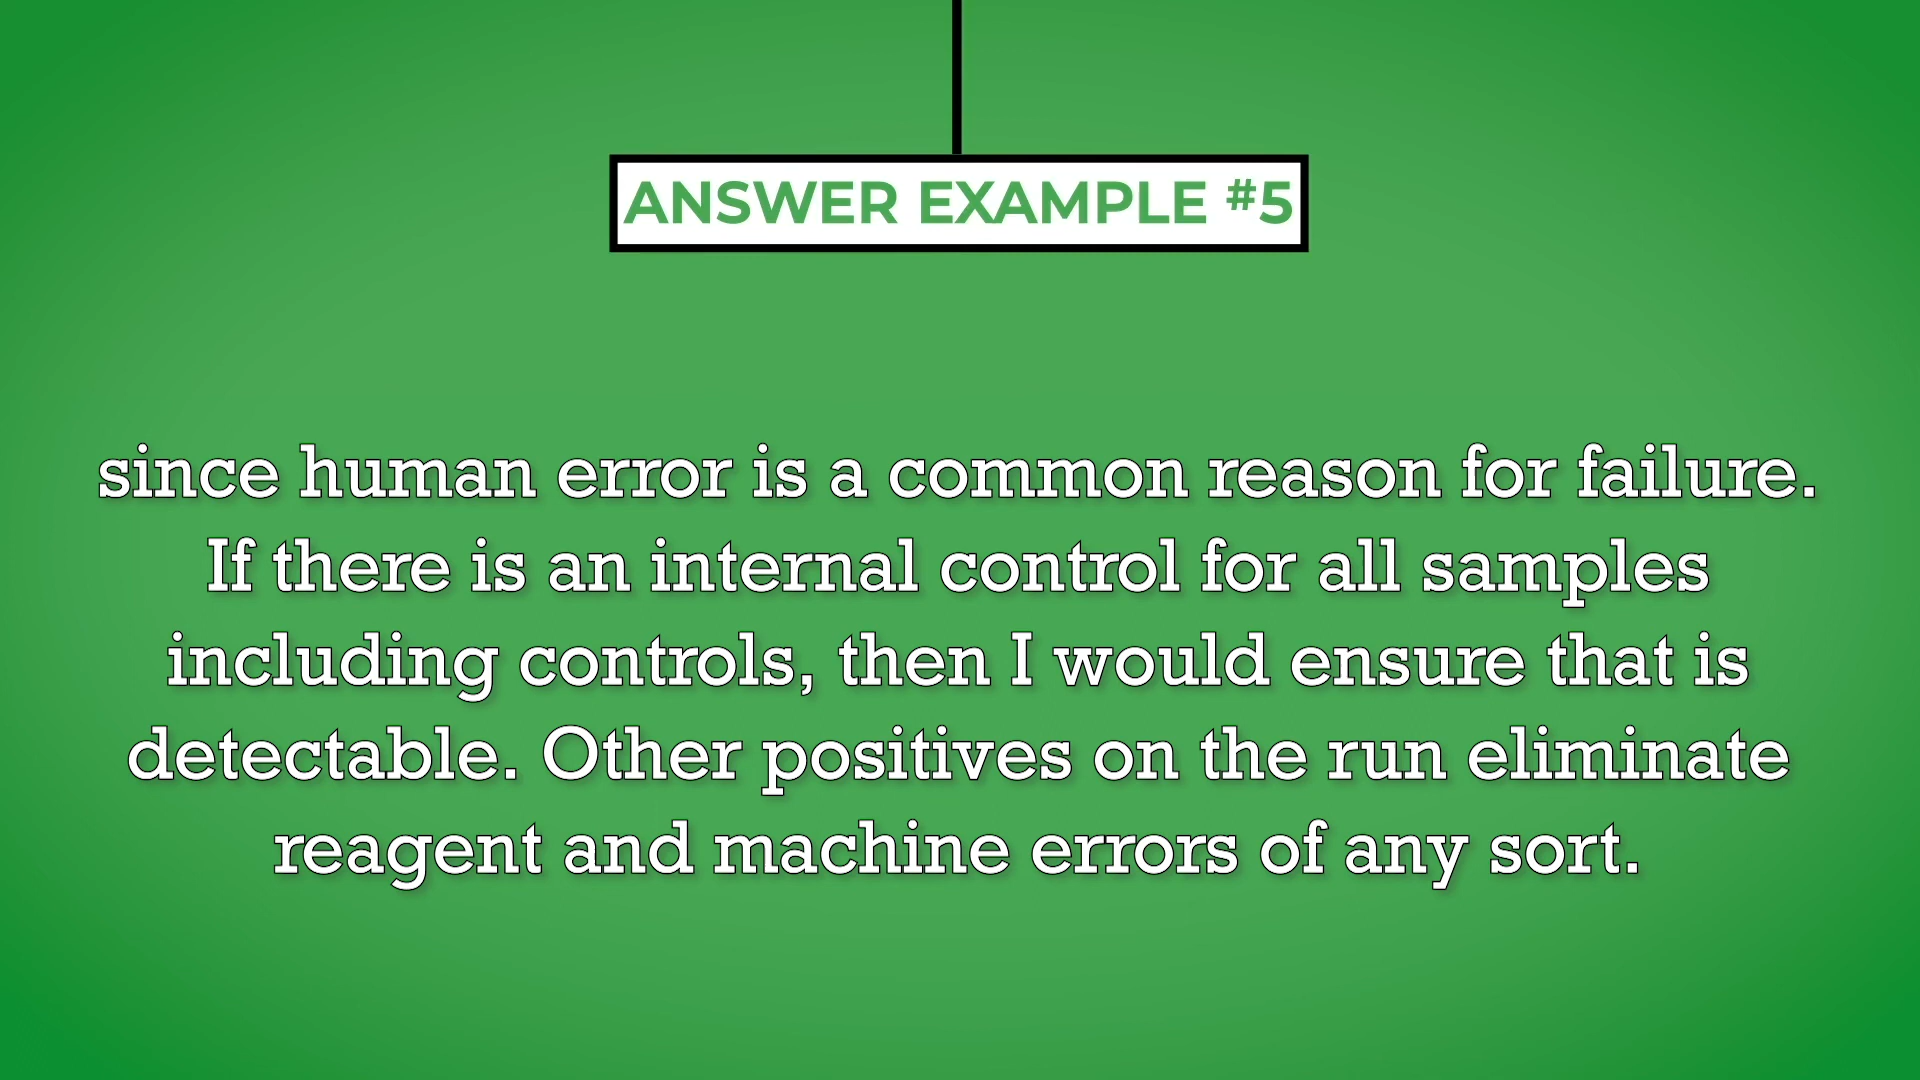 ANSWER EXAMPLE #5
since human error is a common reason for failure.
If there is an internal control for all samples
including controls, then I would ensure that is
detectable. Other positives on the run eliminate
reagent and machine errors of any sort.